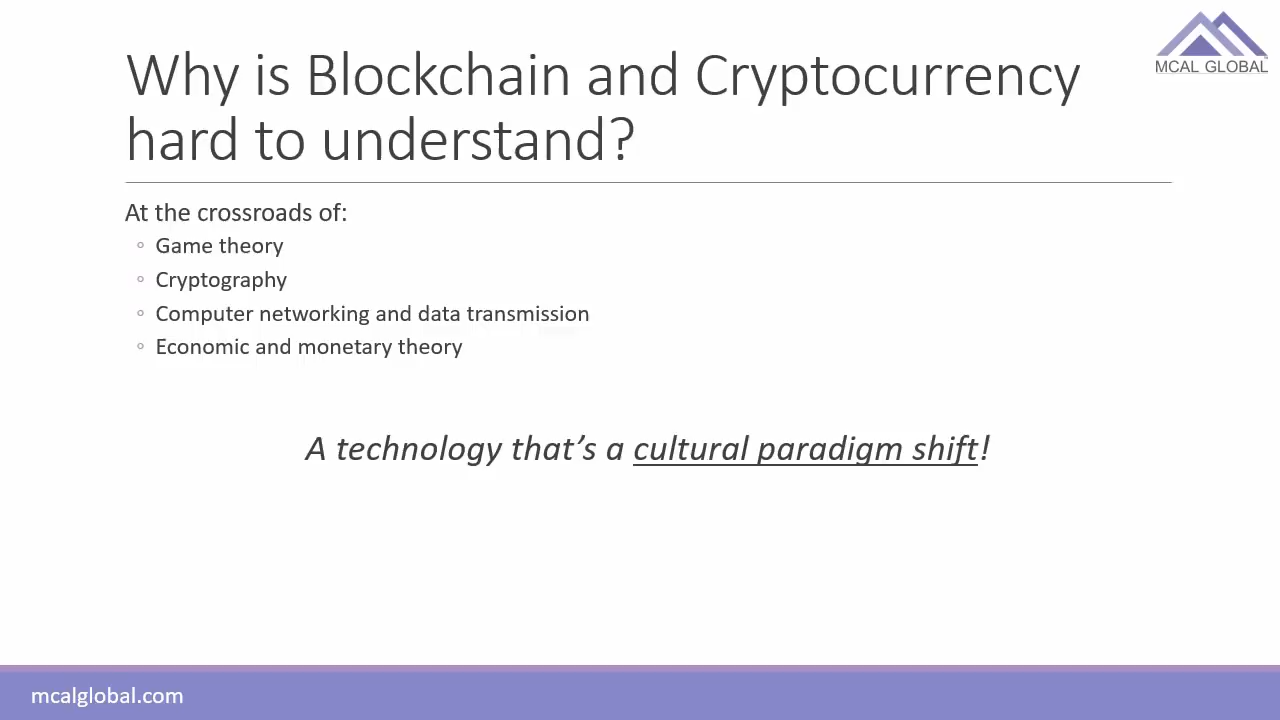 MCAL GLOBAL
Why is Blockchain and Cryptocurrency
hard to understand?
At the crossroads of:
◦ Game theory
◦ Cryptography
◦ Computer networking and data transmission
◦ Economic and monetary theory
A technology that’s a cultural paradigm shift!
mcalglobal.com